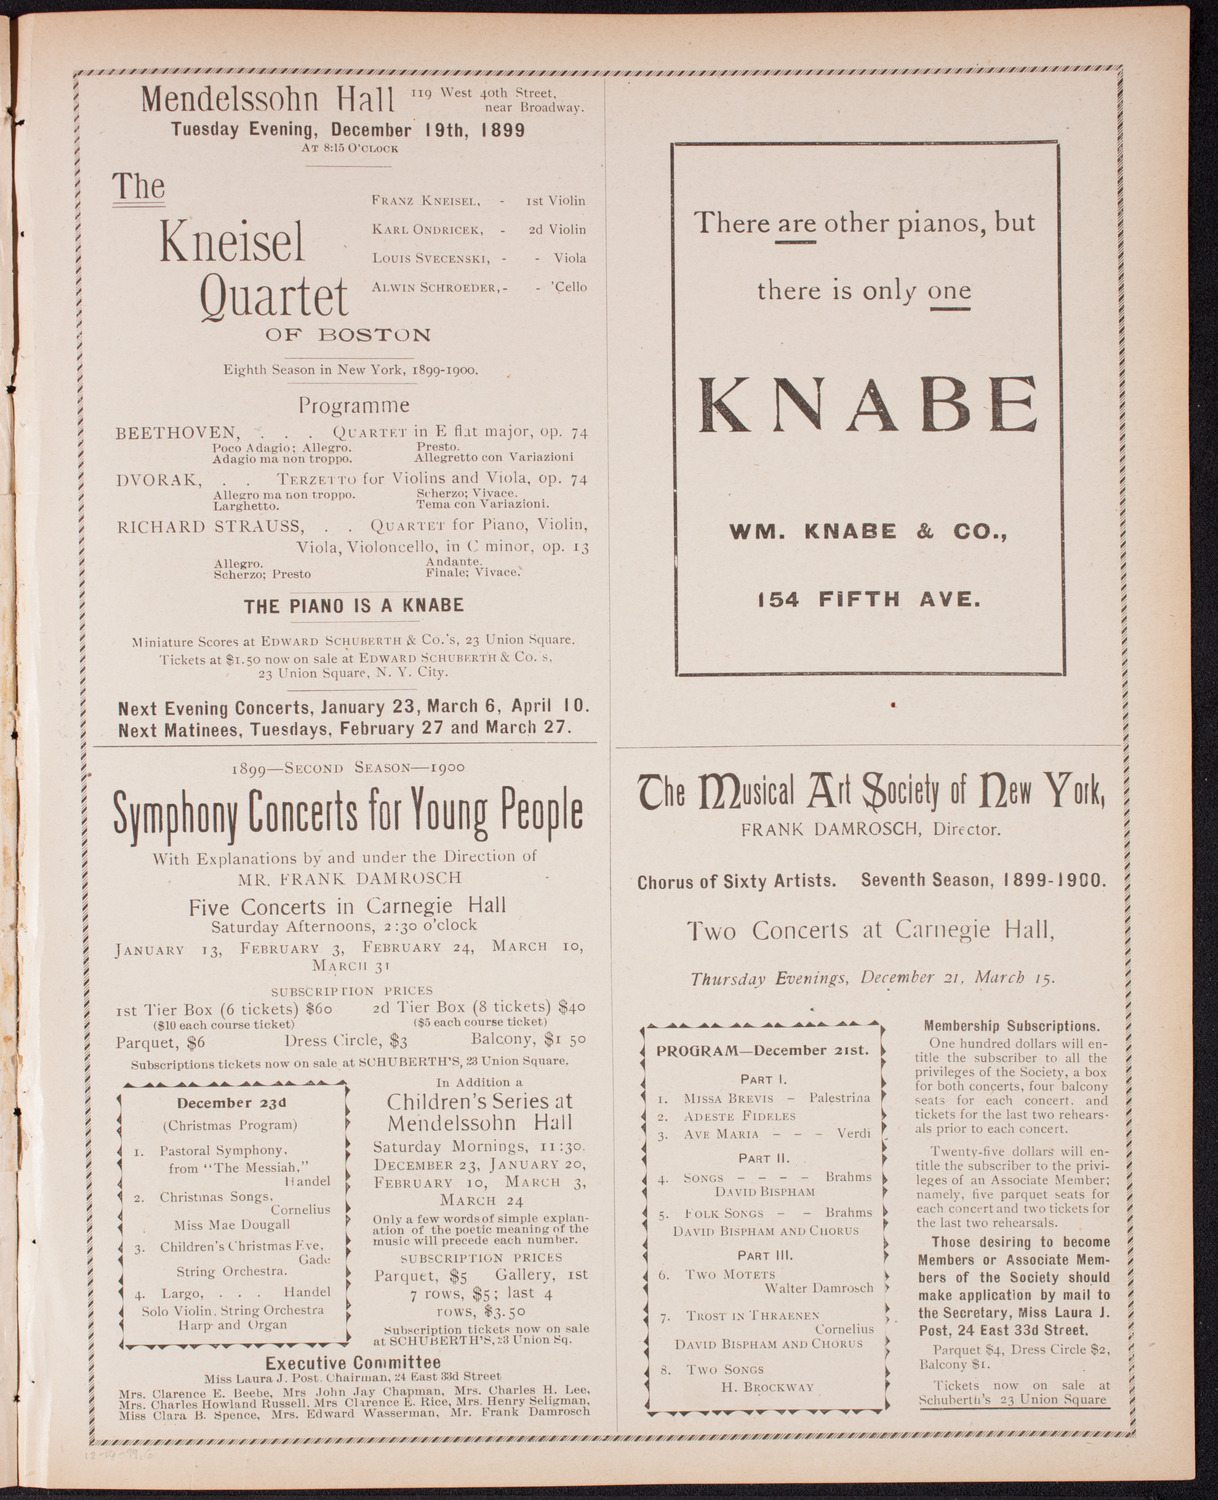 Mendelssohn Hall 119 West 40th Street,
near Broadway.
Tuesday Evening, December 19th, 1899
AT 8:15 O'CLOCK
The
Kneisel
Quartet
OF BOSTON
FRANZ KNEISEL, - 1st Violin
KARL ONDRICEK, - 2d Violin
LOUIS SVECENSKI, - - Viola
ALWIN SCHROEDER, - - 'Cello
Eighth Season in New York, 1899-1900.
Programme
BEETHOVEN, . . . QUARTET in E flat major, op. 74
Poco Adagio; Allegro. Presto.
Adagio ma non troppo. Allegretto con Variazioni
DVORAK, . . TERZETTO for Violins and Viola, op. 74
Allegro ma non troppo. Scherzo; Vivace.
Larghetto. Tema con Variazioni.
RICHARD STRAUSS, . . QUARTET for Piano, Violin,
Viola, Violoncello, in C minor, op. 13
Allegro. Andante.
Scherzo; Presto Finale; Vivace.
THE PIANO IS A KNABE
Miniature Scores at EDWARD SCHUBERTH & Co.'s, 23 Union Square.
Tickets at $1.50 now on sale at EDWARD SCHUBERTH & Co.'s,
23 Union Square, N. Y. City.
Next Evening Concerts, January 23, March 6, April 10.
Next Matinees, Tuesdays, February 27 and March 27.
There are other pianos, but
there is only one
KNABE
WM. KNABE & CO.,
154 FIFTH AVE.
1899—SECOND SEASON—1900
Symphony Concerts for Young People
With Explanations by and under the Direction of
MR. FRANK DAMROSCH
Five Concerts in Carnegie Hall
Saturday Afternoons, 2:30 o'clock
JANUARY 13, FEBRUARY 3, FEBRUARY 24, MARCH 10,
MARCH 31
SUBSCRIPTION PRICES
1st Tier Box (6 tickets) $60 2d Tier Box (8 tickets) $40
($10 each course ticket) ($5 each course ticket)
Parquet, $6 Dress Circle, $3 Balcony, $1 50
Subscriptions tickets now on sale at SCHUBERTH'S, 23 Union Square.
December 23d
(Christmas Program)
1. Pastoral Symphony,
from "The Messiah,"
Handel
2. Christmas Songs,
Cornelius
Miss Mae Dougall
3. Children's Christmas Eve,
Gade
String Orchestra.
4. Largo, . . . Handel
Solo Violin, String Orchestra
Harp and Organ
In Addition a
Children's Series at
Mendelssohn Hall
Saturday Mornings, 11:30.
DECEMBER 23, JANUARY 20,
FEBRUARY 10, MARCH 3,
MARCH 24
Only a few words of simple explan-
ation of the poetic meaning of the
music will precede each number.
SUBSCRIPTION PRICES
Parquet, $5 Gallery, 1st
7 rows, $5; last 4
rows, $3.50
Subscription tickets now on sale
at SCHUBERTH'S, 23 Union Sq.
Executive Committee
Miss Laura J. Post, Chairman, 24 East 33d Street
Mrs. Clarence E. Beebe, Mrs John Jay Chapman, Mrs. Charles H. Lee,
Mrs. Charles Howland Russell, Mrs Clarence E. Rice, Mrs. Henry Seligman,
Miss Clara B. Spence, Mrs. Edward Wasserman, Mr. Frank Damrosch
The Musical Art Society of New York,
FRANK DAMROSCH, Director.
Chorus of Sixty Artists. Seventh Season, 1899-1900.
Two Concerts at Carnegie Hall,
Thursday Evenings, December 21, March 15.
PROGRAM—December 21st.
PART I.
1. MISSA BREVIS – Palestrina
2. ADESTE FIDELES
3. AVE MARIA – – – Verdi
PART II.
4. SONGS – – – – Brahms
DAVID BISPHAM
5. FOLK SONGS – – Brahms
DAVID BISPHAM AND CHORUS
PART III.
6. TWO MOTETS
Walter Damrosch
7. TROST IN THRAENEN
Cornelius
DAVID BISPHAM AND CHORUS
8. TWO SONGS
H. BROCKWAY
Membership Subscriptions.
One hundred dollars will en-
title the subscriber to all the
privileges of the Society, a box
for both concerts, four balcony
seats for each concert, and
tickets for the last two rehears-
als prior to each concert.
Twenty-five dollars will en-
title the subscriber to the privi-
leges of an Associate Member;
namely, five parquet seats for
each concert and two tickets for
the last two rehearsals.
Those desiring to become
Members or Associate Mem-
bers of the Society should
make application by mail to
the Secretary, Miss Laura J.
Post, 24 East 33d Street.
Parquet $4, Dress Circle $2,
Balcony $1.
Tickets now on sale at
Schuberth's 23 Union Square